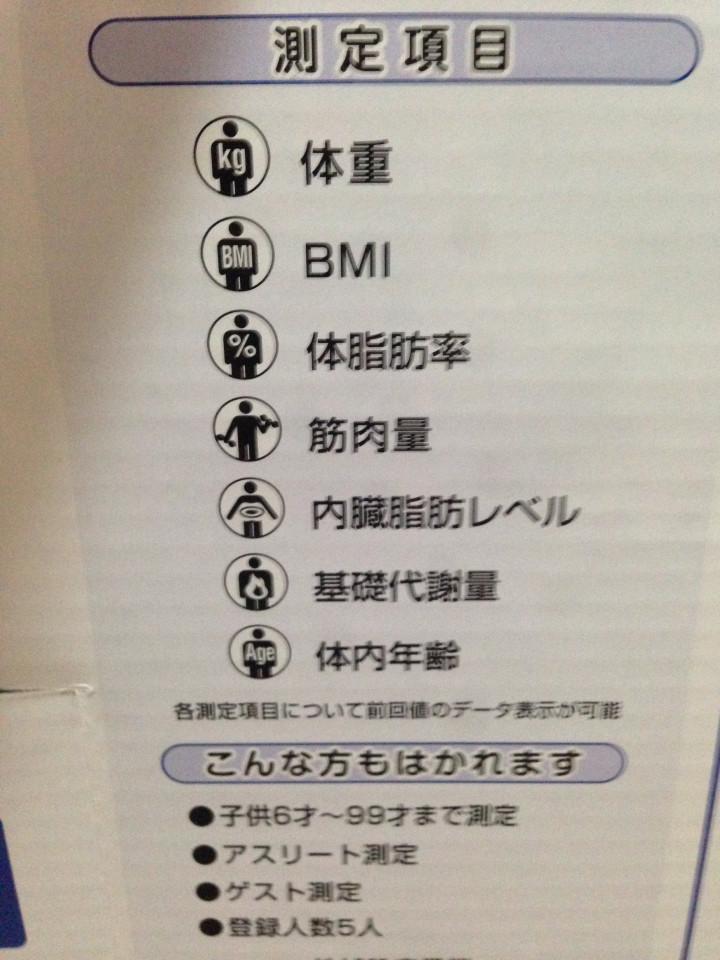 測定項目
kg 体重
BMI BMI
% 体脂肪率
筋肉量
内臓脂肪レベル
基礎代謝量
Age 体内年齢
各測定項目について前回値のデータ表示が可能
こんな方もはかれます
●子供6才～99才まで測定
●アスリート測定
●ゲスト測定
●登録人数5人